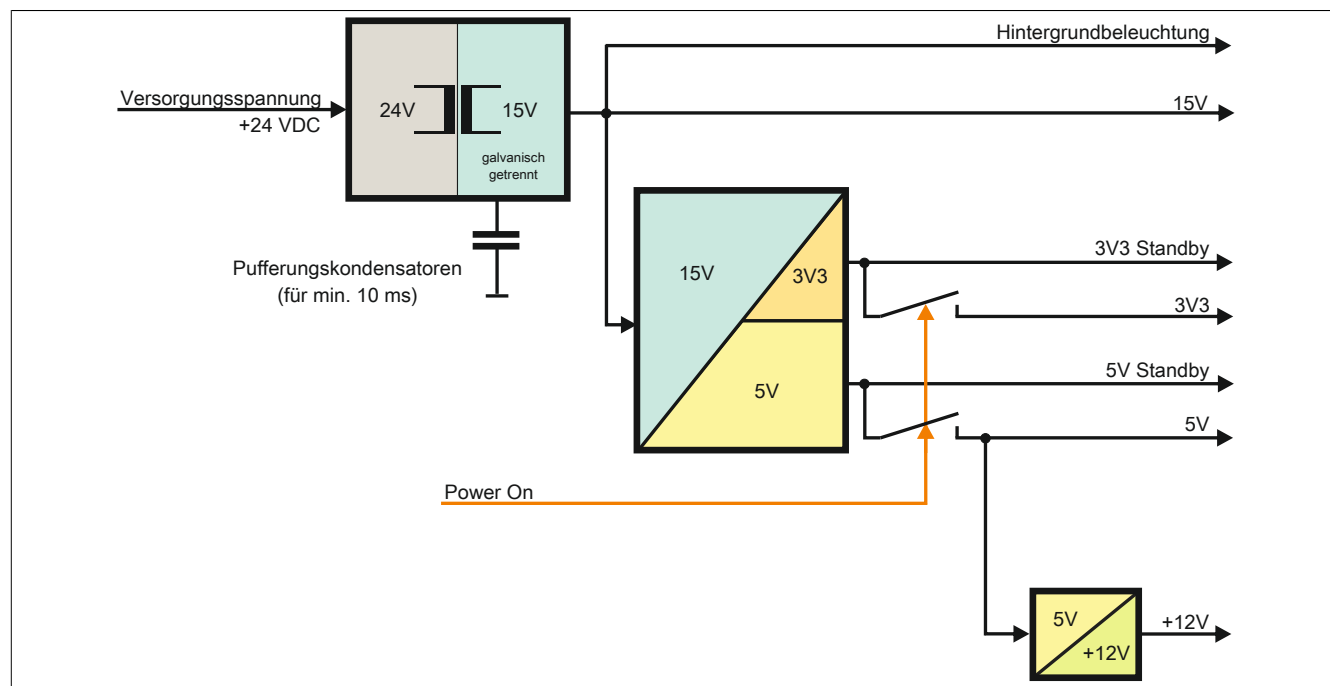 Hintergrundbeleuchtung
Versorgungsspannung
+24 VDC
24V
15V
galvanisch
getrennt
15V
Pufferungskondensatoren
(für min. 10 ms)
15V
3V3
5V
3V3 Standby
3V3
5V Standby
5V
Power On
5V
+12V
+12V